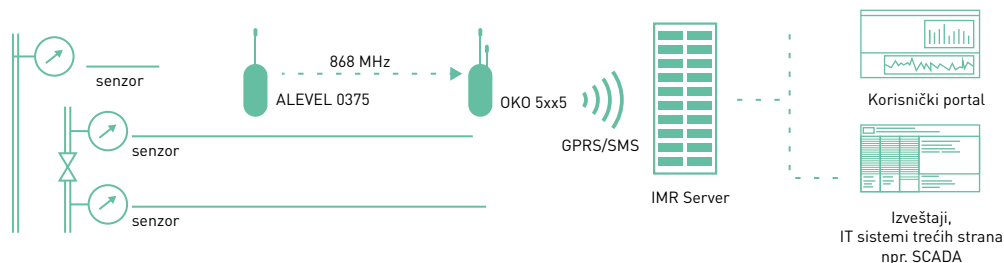 senzor
868 MHz
ALEVEL 0375
OKO 5xx5
senzor
senzor
GPRS/SMS
IMR Server
Korisnički portal
Izveštaji,
IT sistemi trećih strana
npr. SCADA